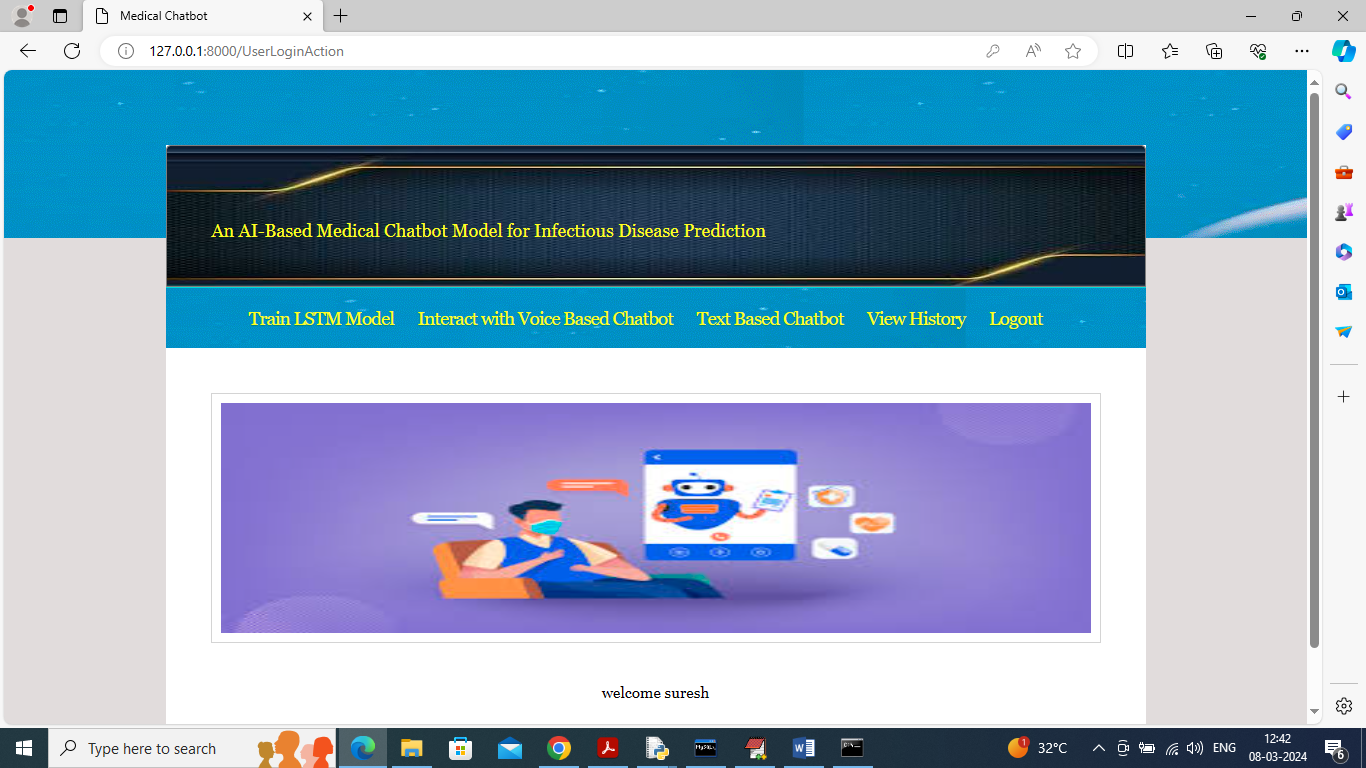 Medical Chatbot
127.0.0.1:8000/UserLoginAction
An AI-Based Medical Chatbot Model for Infectious Disease Prediction
Train LSTM Model Interact with Voice Based Chatbot Text Based Chatbot View History Logout
welcome suresh
Type here to search
1
32°C
ENG
12:42
08-03-2024
6